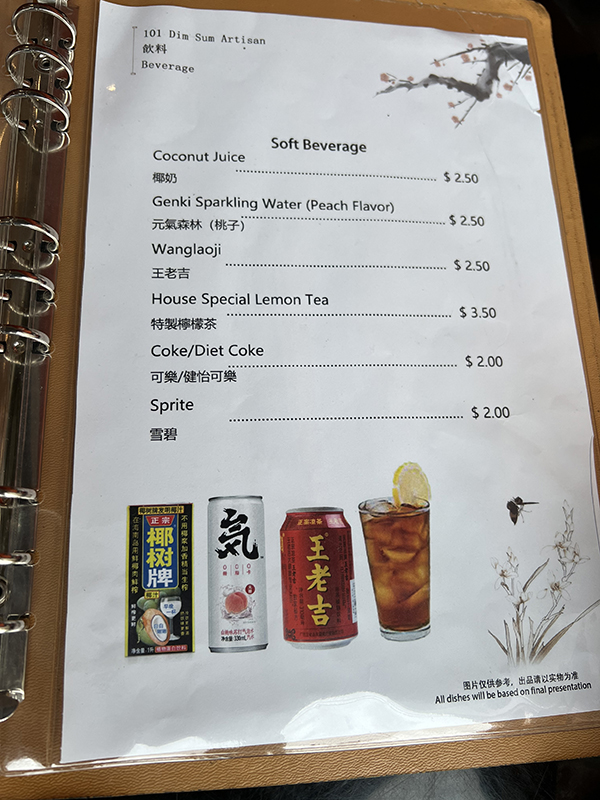 101 Dim Sum Artisan
飲料
Beverage
Soft Beverage
Coconut Juice
椰奶 $ 2.50
Genki Sparkling Water (Peach Flavor)
元氣森林（桃子） $ 2.50
Wanglaoji
王老吉 $ 2.50
House Special Lemon Tea
特製檸檬茶 $ 3.50
Coke/Diet Coke
可樂/健怡可樂 $ 2.00
Sprite
雪碧 $ 2.00
正宗
椰树牌
椰汁
気
王老吉
图片仅供参考，出品请以实物为准
All dishes will be based on final presentation